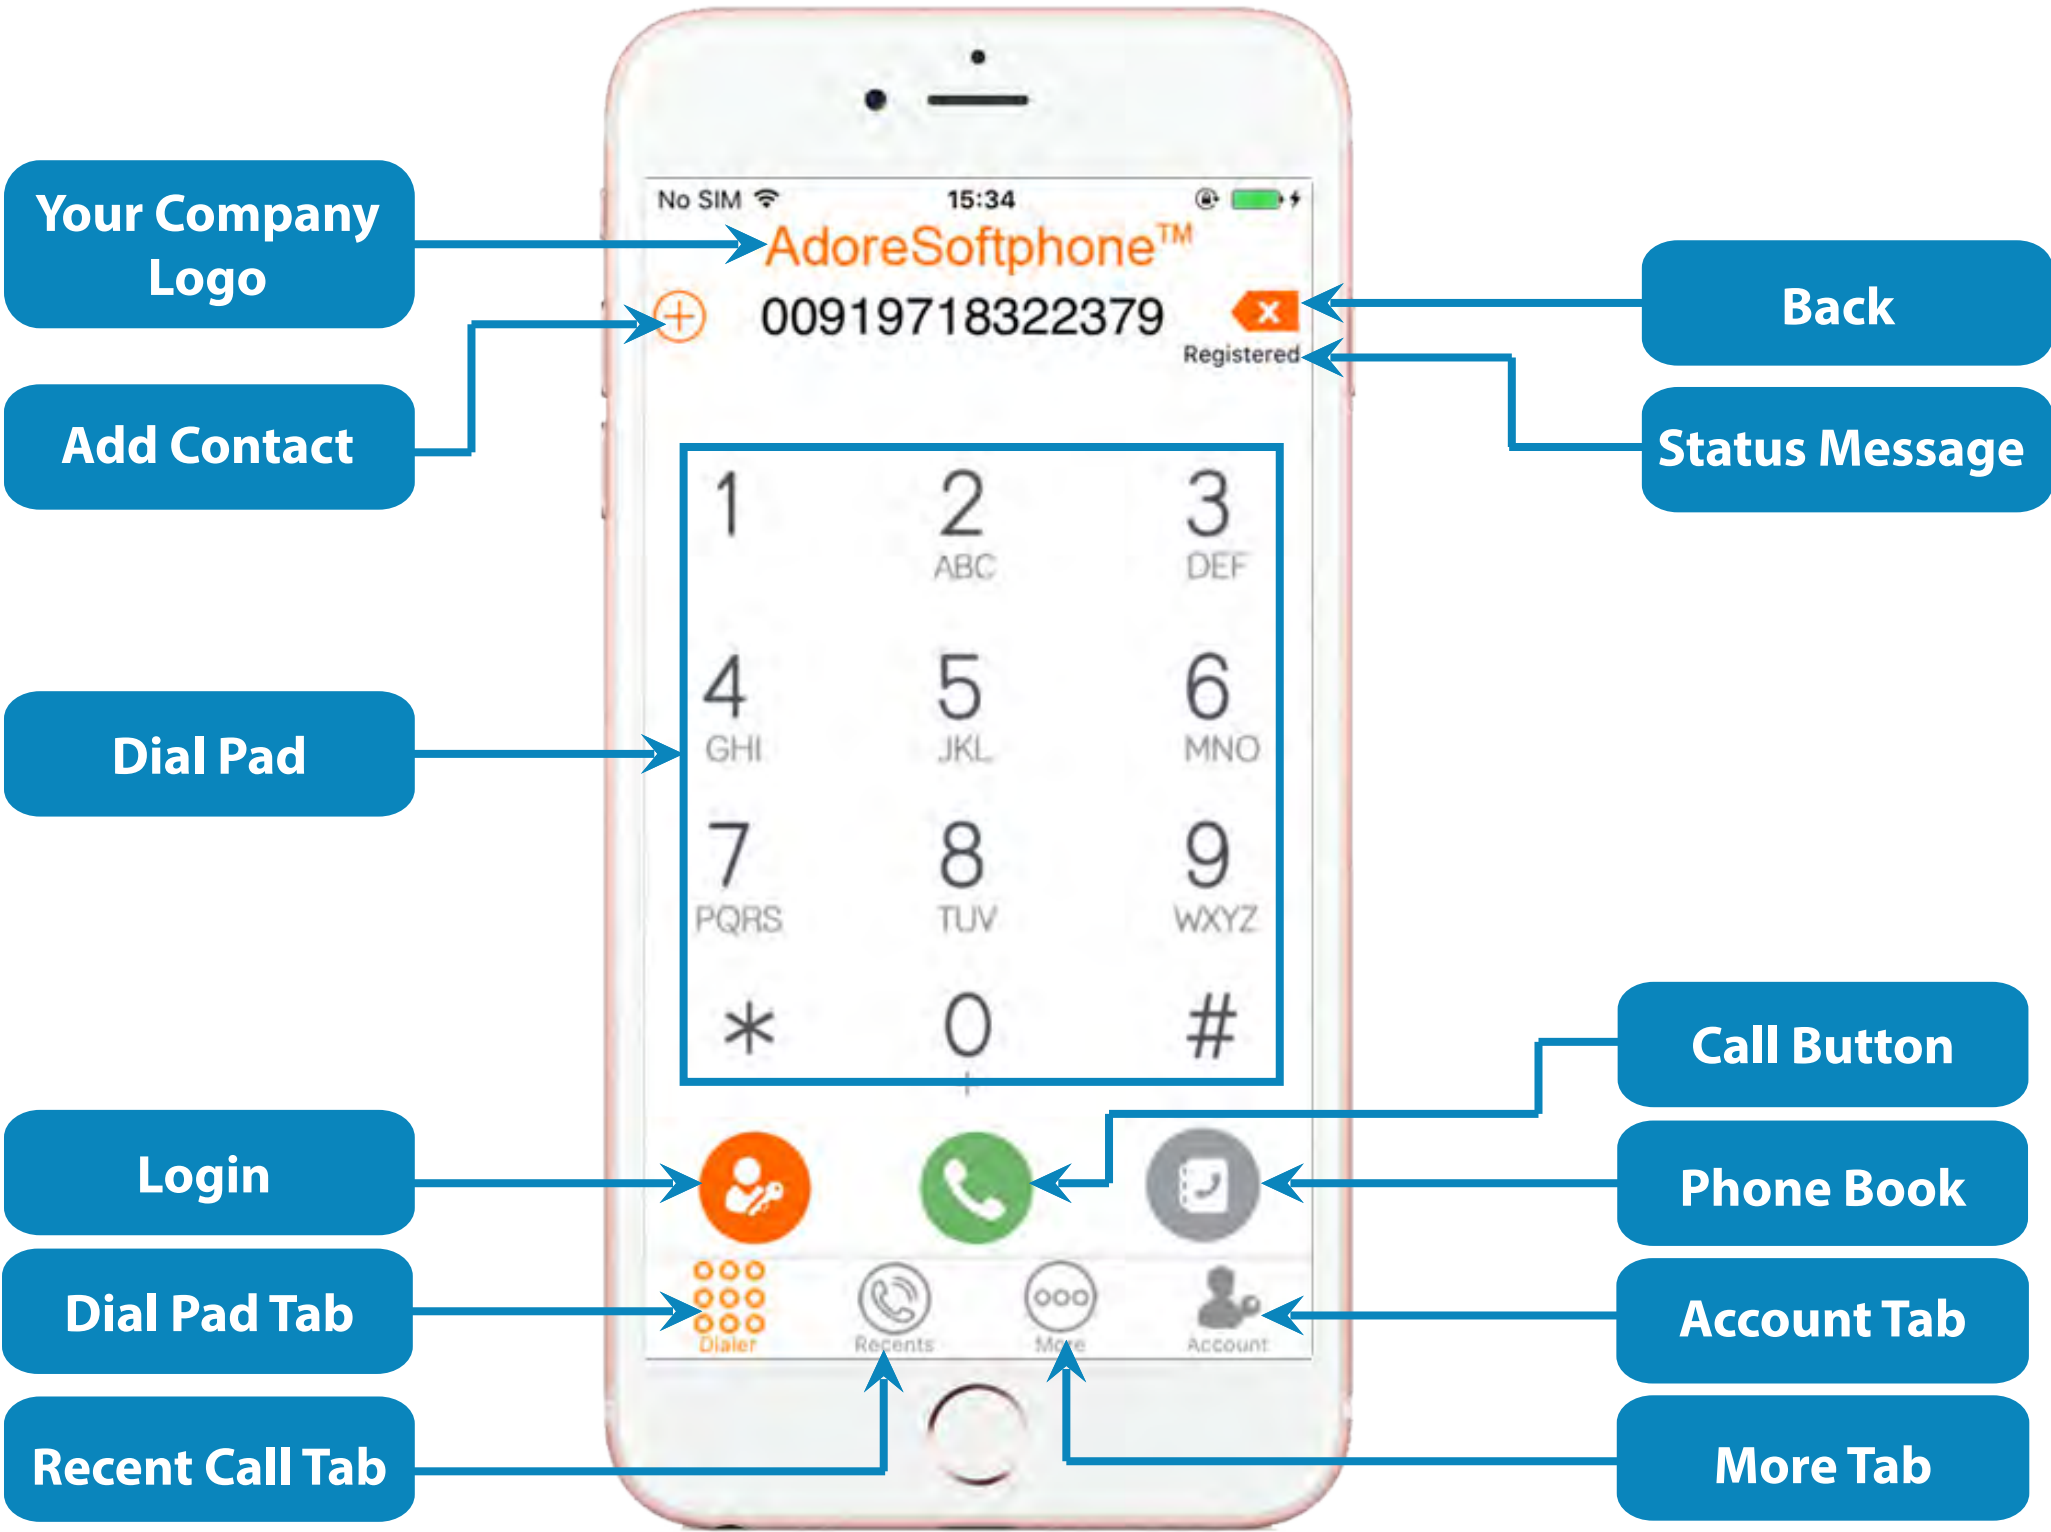 Your Company
Logo
Add Contact
Dial Pad
Login
Dial Pad Tab
Recent Call Tab
No SIM 15:34
AdoreSoftphone™
00919718322379
Registered
1 2 3
ABC DEF
4 5 6
GHI JKL MNO
7 8 9
PQRS TUV WXYZ
* 0 #
+
Dialer Recents More Account
Back
Status Message
Call Button
Phone Book
Account Tab
More Tab